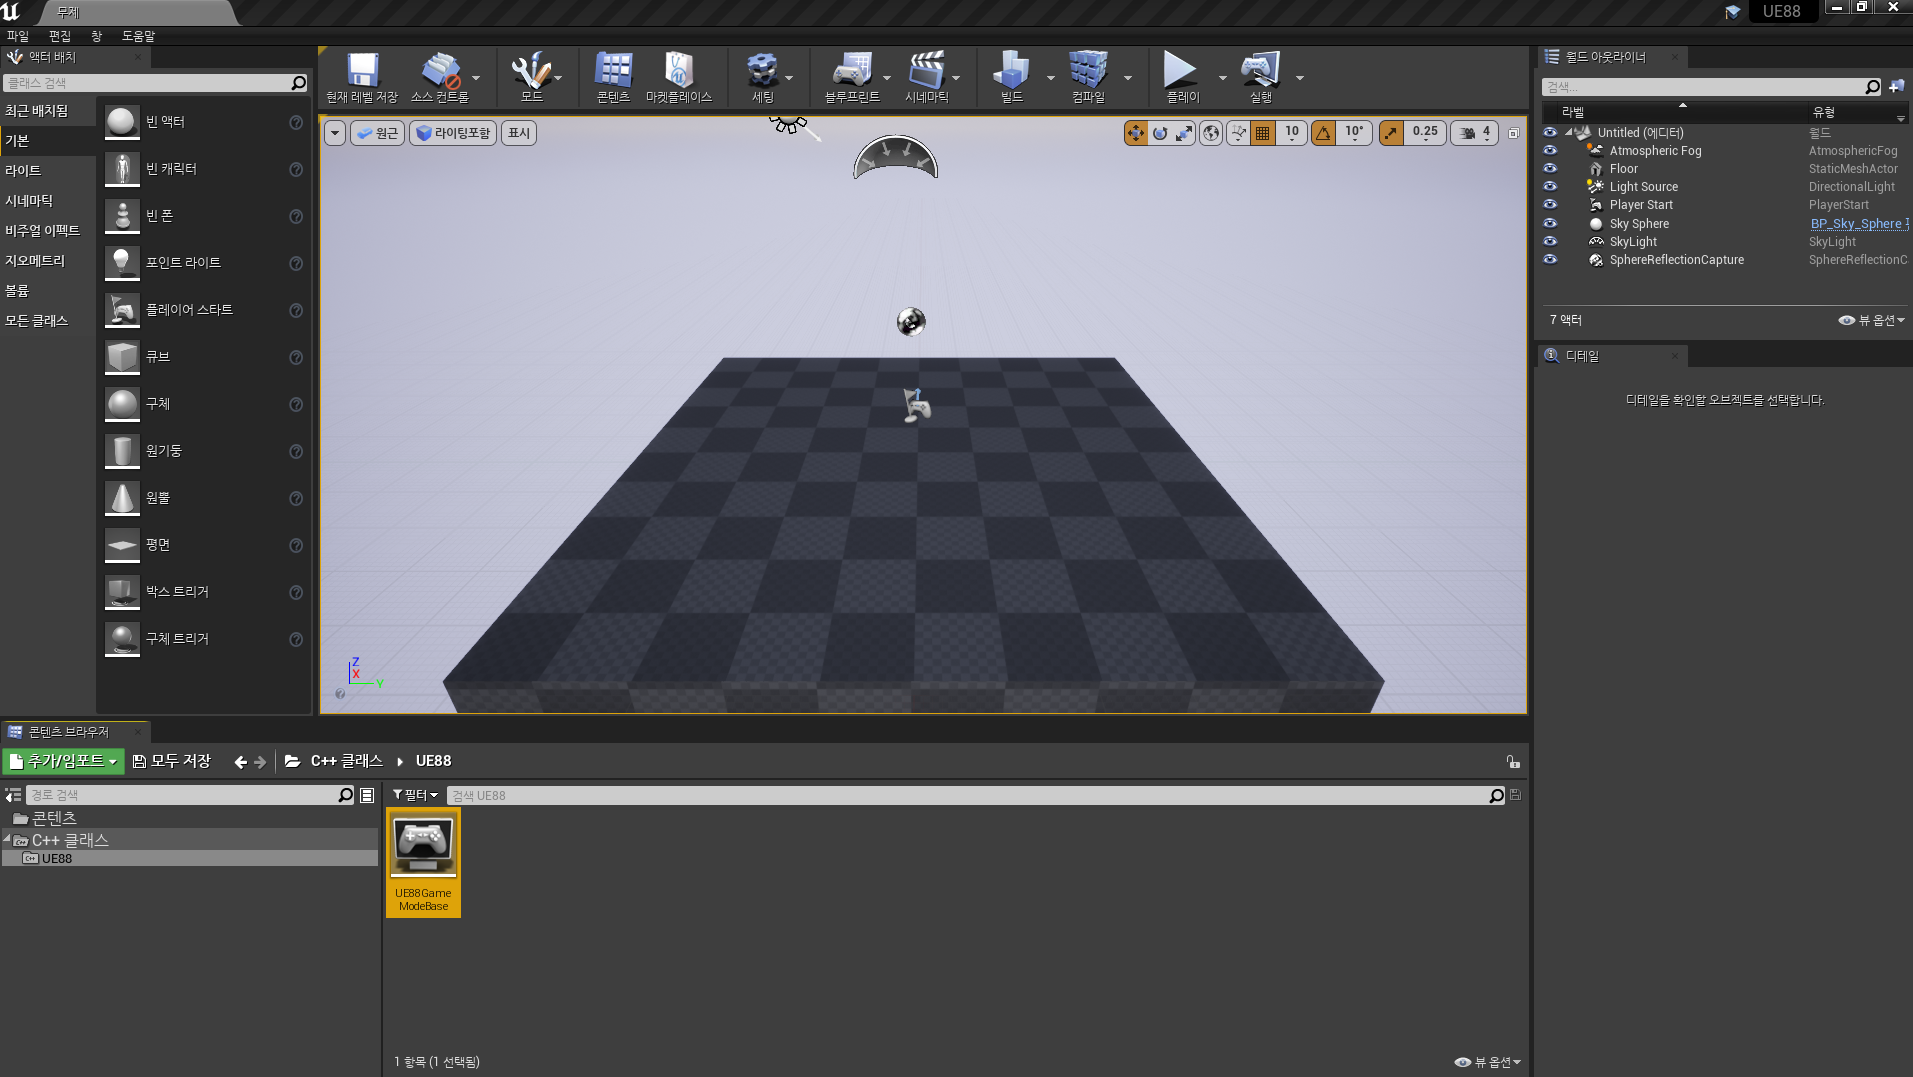 무제
UE88
파일 편집 창 도움말
액터 배치
클래스 검색
최근 배치됨
기본
라이트
시네마틱
비주얼 이펙트
지오메트리
볼륨
모든 클래스
빈 액터
빈 캐릭터
빈 폰
포인트 라이트
플레이어 스타트
큐브
구체
원기둥
원뿔
평면
박스 트리거
구체 트리거
현재 레벨 저장
소스 컨트롤
모드
콘텐츠
마켓플레이스
세팅
블루프린트
시네마틱
빌드
컴파일
플레이
실행
원근
라이팅포함
표시
10
10°
0.25
4
Z
X
Y
월드 아웃라이너
검색...
라벨 유형
Untitled (에디터) 월드
Atmospheric Fog AtmosphericFog
Floor StaticMeshActor
Light Source DirectionalLight
Player Start PlayerStart
Sky Sphere BP_Sky_Sphere
SkyLight SkyLight
SphereReflectionCapture SphereReflectionC
7 액터
뷰 옵션
디테일
디테일을 확인할 오브젝트를 선택합니다.
콘텐츠 브라우저
추가/임포트
모두 저장
C++ 클래스
UE88
경로 검색
콘텐츠
C++ 클래스
UE88
필터
검색 UE88
UE88Game
ModeBase
1 항목 (1 선택됨)
뷰 옵션